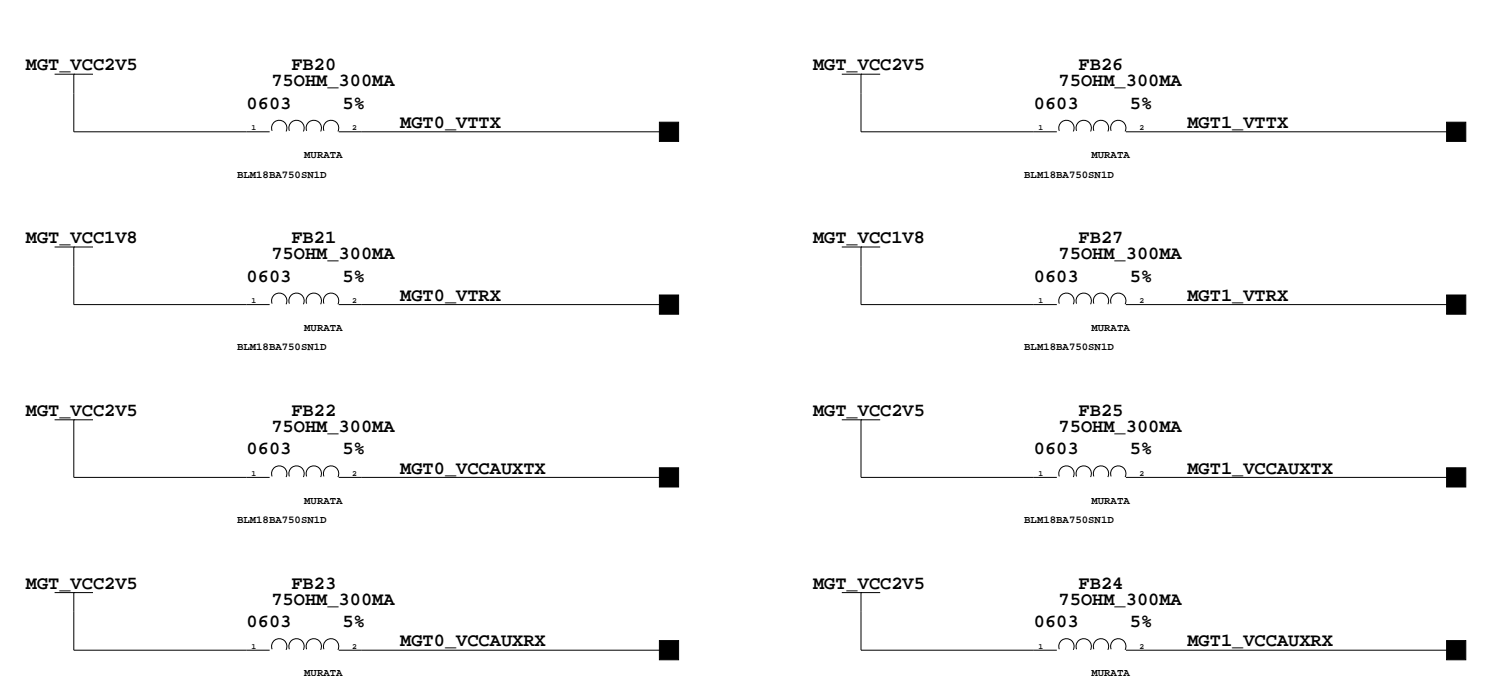 MGT_VCC2V5
FB20
75OHM_300MA
0603 5%
1 2 MGT0_VTTX
MURATA
BLM18BA750SN1D
MGT_VCC2V5
FB26
75OHM_300MA
0603 5%
1 2 MGT1_VTTX
MURATA
BLM18BA750SN1D
MGT_VCC1V8
FB21
75OHM_300MA
0603 5%
1 2 MGT0_VTRX
MURATA
BLM18BA750SN1D
MGT_VCC1V8
FB27
75OHM_300MA
0603 5%
1 2 MGT1_VTRX
MURATA
BLM18BA750SN1D
MGT_VCC2V5
FB22
75OHM_300MA
0603 5%
1 2 MGT0_VCCAUXTX
MURATA
BLM18BA750SN1D
MGT_VCC2V5
FB25
75OHM_300MA
0603 5%
1 2 MGT1_VCCAUXTX
MURATA
BLM18BA750SN1D
MGT_VCC2V5
FB23
75OHM_300MA
0603 5%
1 2 MGT0_VCCAUXRX
MURATA
MGT_VCC2V5
FB24
75OHM_300MA
0603 5%
1 2 MGT1_VCCAUXRX
MURATA